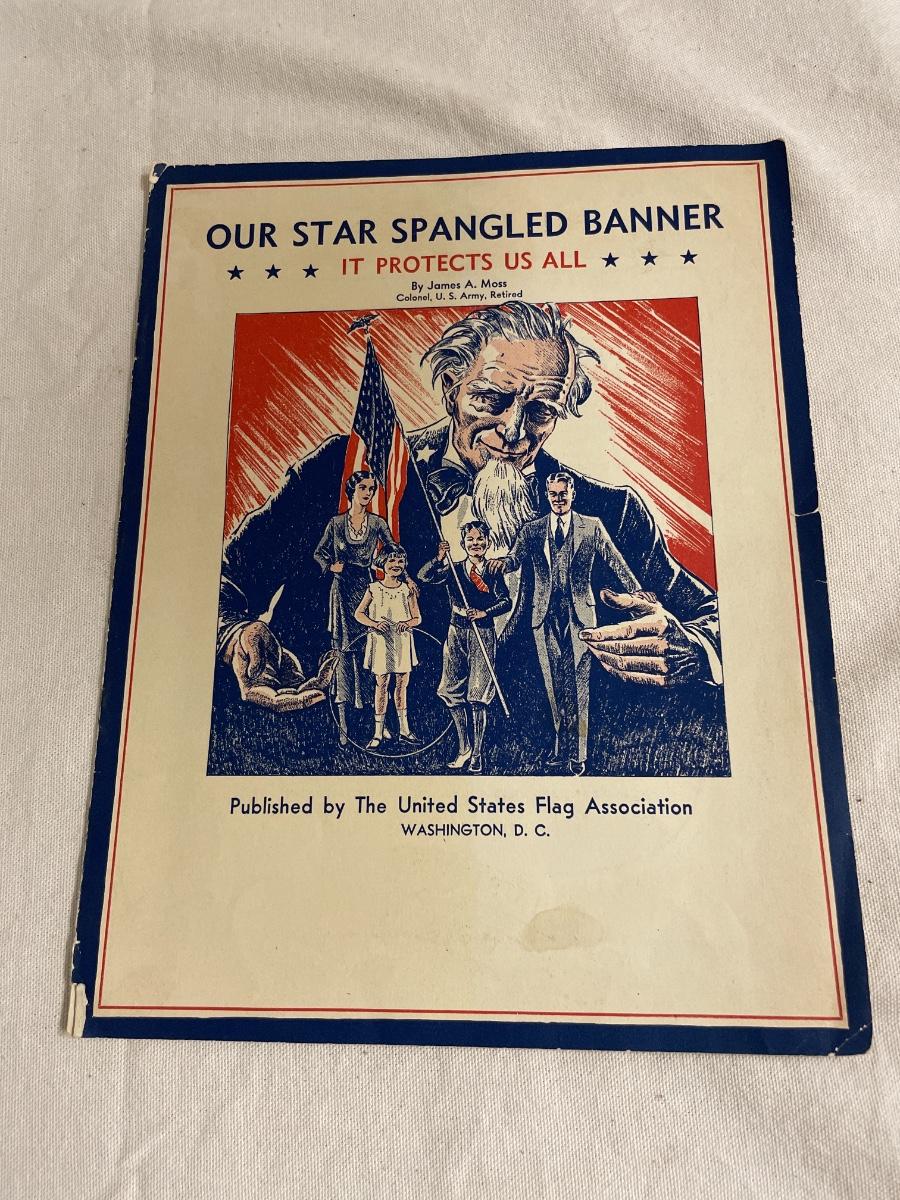 OUR STAR SPANGLED BANNER
★ ★ ★ IT PROTECTS US ALL ★ ★ ★
By James A. Moss
Colonel, U. S. Army, Retired
Published by The United States Flag Association
WASHINGTON, D. C.